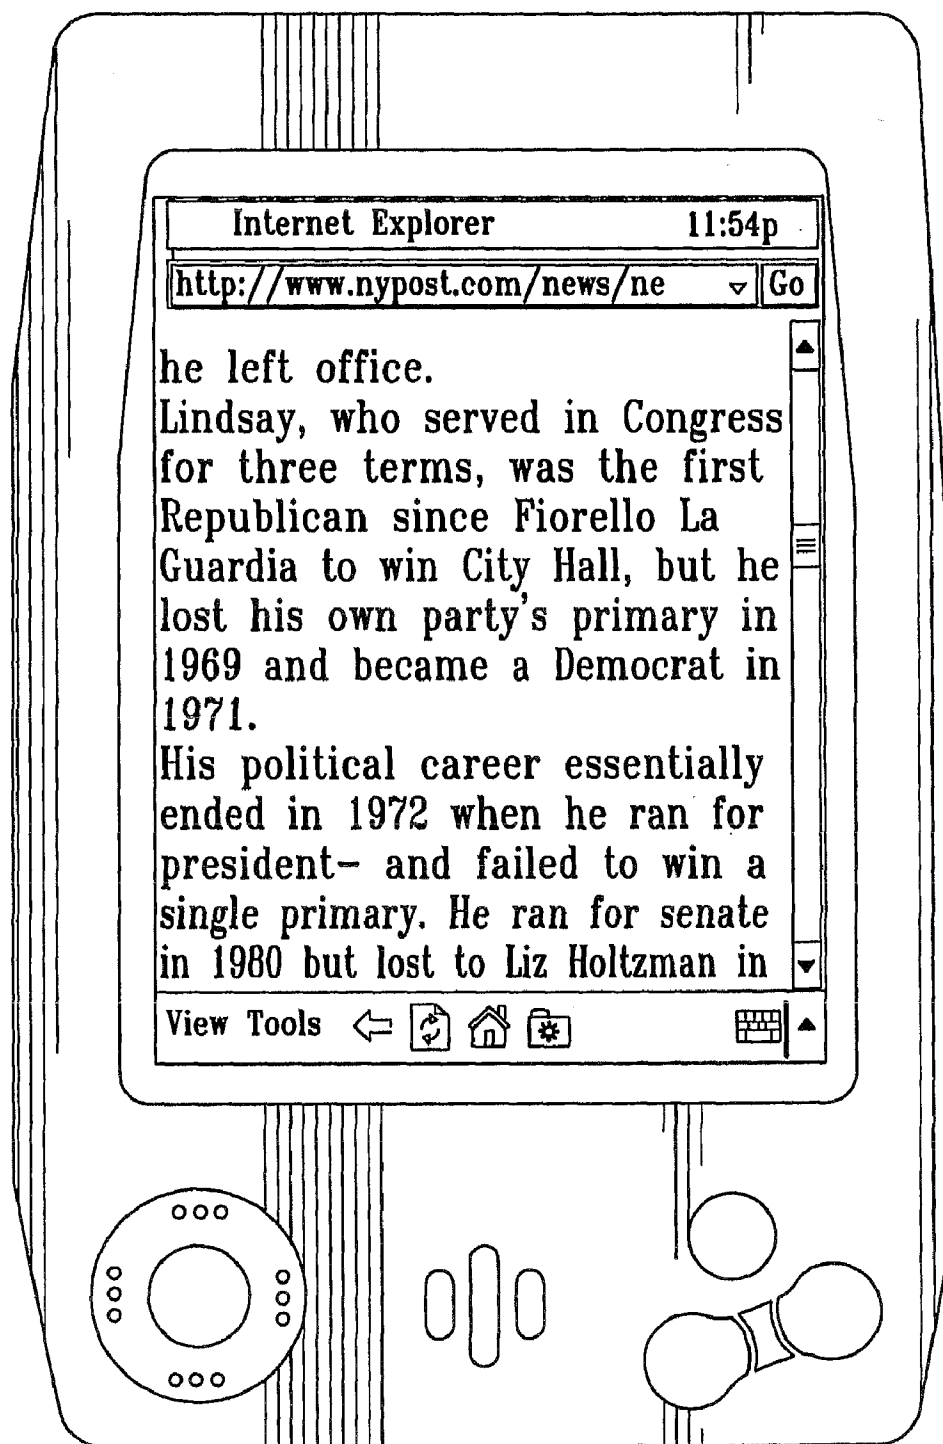 Internet Explorer 11:54p
http://www.nypost.com/news/ne Go
he left office.
Lindsay, who served in Congress
for three terms, was the first
Republican since Fiorello La
Guardia to win City Hall, but he
lost his own party's primary in
1969 and became a Democrat in
1971.
His political career essentially
ended in 1972 when he ran for
president– and failed to win a
single primary. He ran for senate
in 1980 but lost to Liz Holtzman in
View Tools